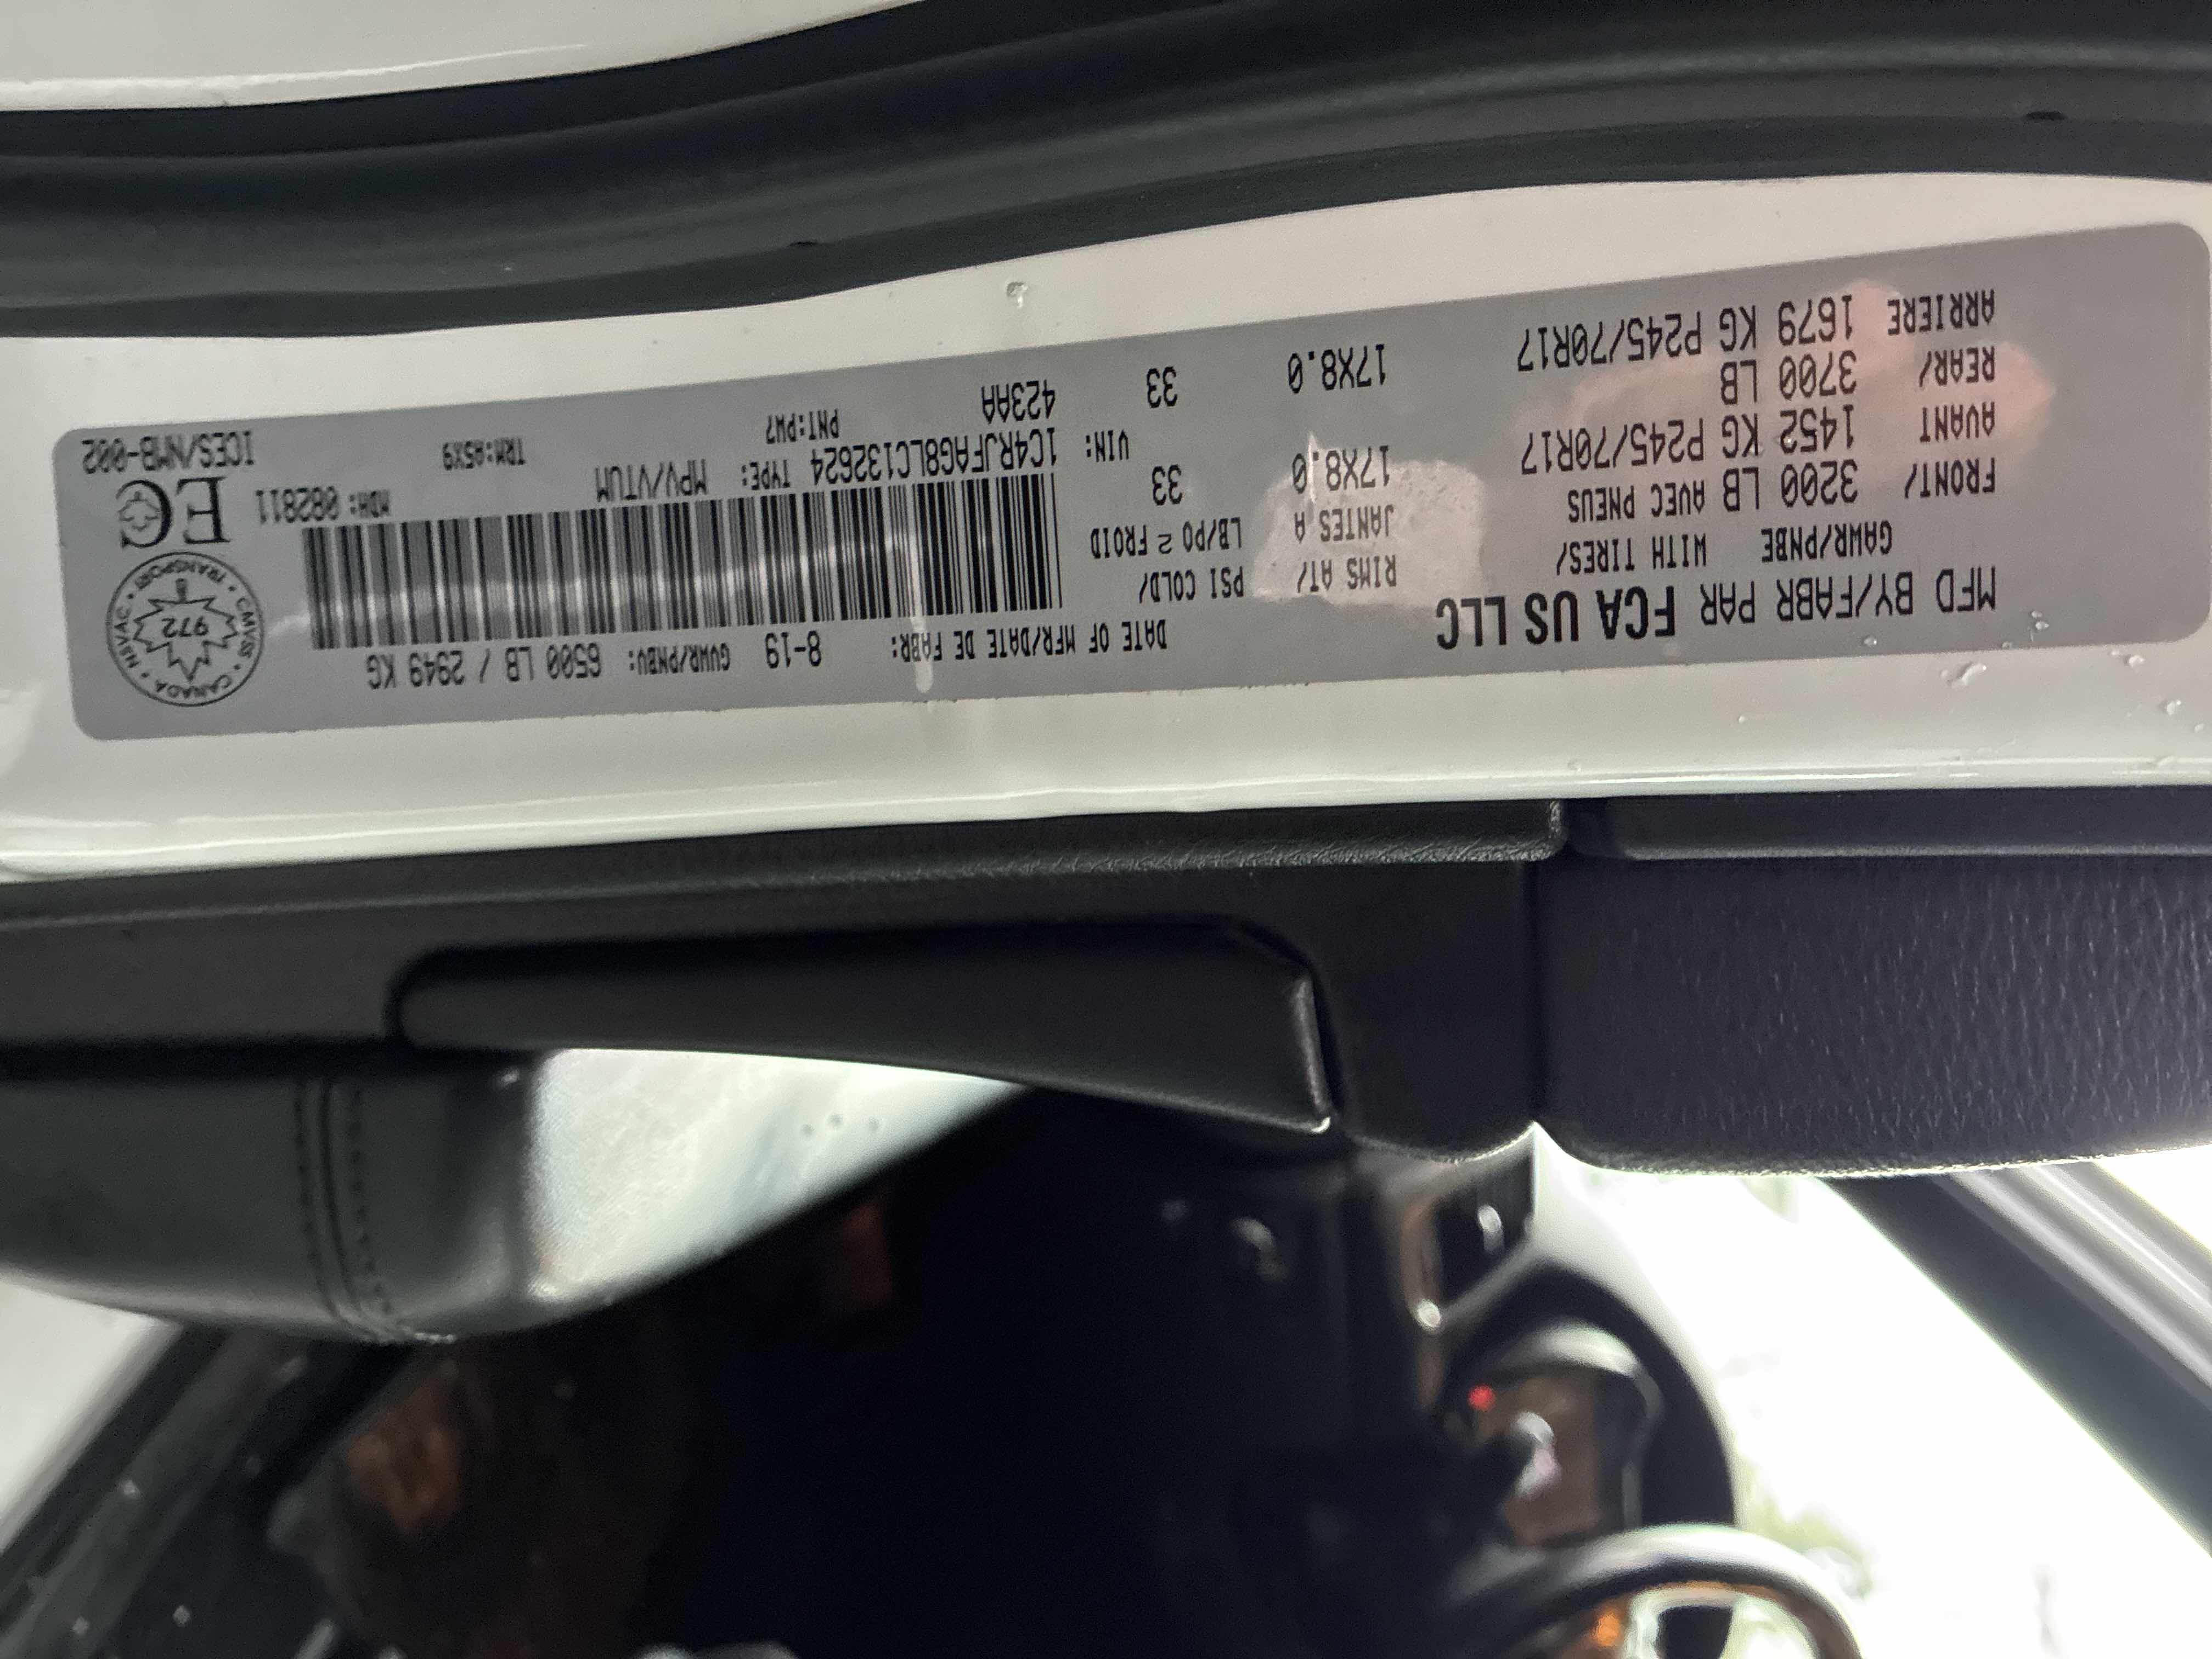 MFD BY/FABR PAR FCA US LLC
DATE OF MFR/DATE DE FABR: 8-19 GVWR/PNBV: 6500 LB / 2949 KG
GAWR/PNBE WITH TIRES/ RIMS AT/ PSI COLD/
AVEC PNEUS JANTES A LB/PO 2 FROID
FRONT/ 3200 LB
AVANT 1452 KG P245/70R17 17X8.0 33
REAR/ 3700 LB
ARRIERE 1679 KG P245/70R17 17X8.0 33
VIN: 1C4RJFAG8LC132624 TYPE: MPV/VTUM MDH: 082811
423AA PNT:PW7 TRM:A5X9
CANADA • CMVSS • TRANSPORT • NSVAC •
972
EC
ICES/NMB-002